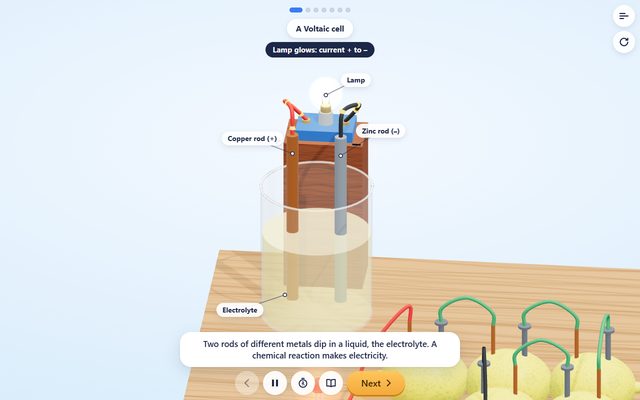 A Voltaic cell
Lamp glows: current + to –
Lamp
Copper rod (+)
Zinc rod (–)
Electrolyte
Two rods of different metals dip in a liquid, the electrolyte. A
chemical reaction makes electricity.
Next